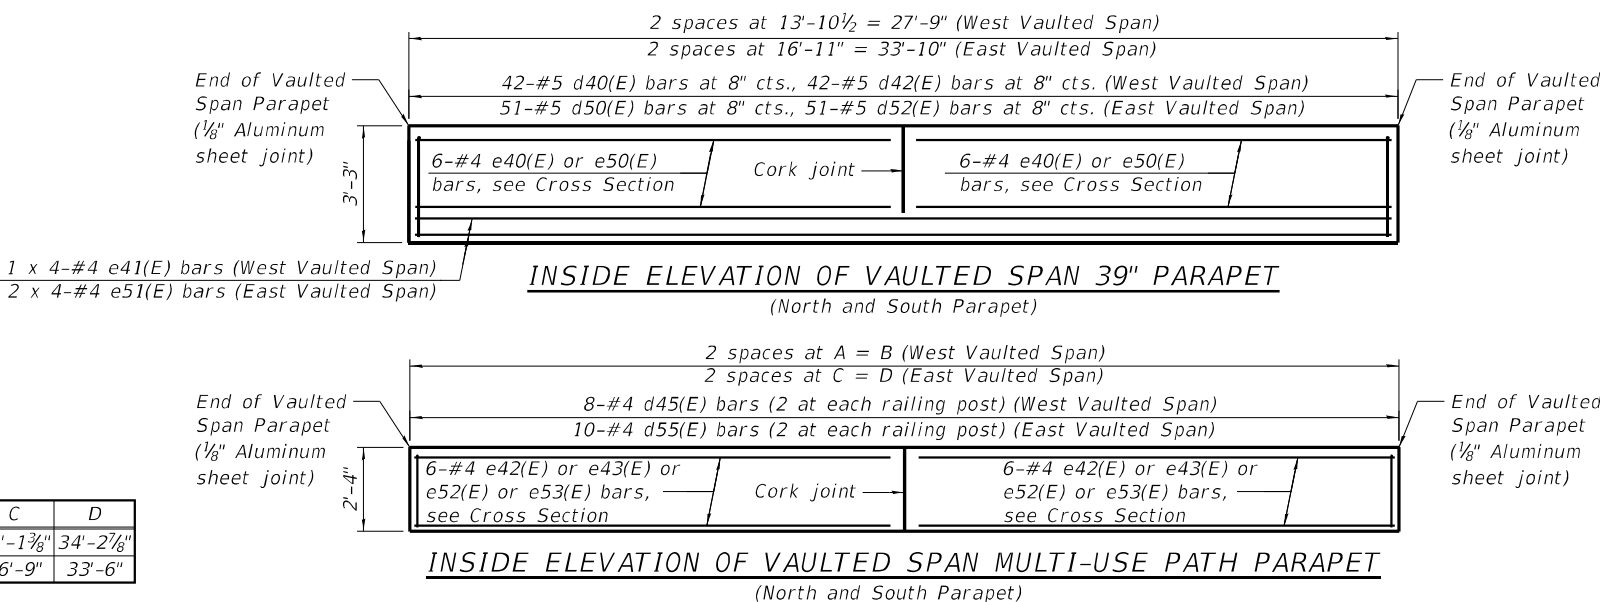 2 spaces at 13'-10½ = 27'-9" (West Vaulted Span)
2 spaces at 16'-11" = 33'-10" (East Vaulted Span)
End of Vaulted
Span Parapet
(⅛" Aluminum
sheet joint)
42-#5 d40(E) bars at 8" cts., 42-#5 d42(E) bars at 8" cts. (West Vaulted Span)
51-#5 d50(E) bars at 8" cts., 51-#5 d52(E) bars at 8" cts. (East Vaulted Span)
End of Vaulted
Span Parapet
(⅛" Aluminum
sheet joint)
3'-3"
6-#4 e40(E) or e50(E)
bars, see Cross Section
Cork joint
6-#4 e40(E) or e50(E)
bars, see Cross Section
1 x 4-#4 e41(E) bars (West Vaulted Span)
2 x 4-#4 e51(E) bars (East Vaulted Span)
INSIDE ELEVATION OF VAULTED SPAN 39" PARAPET
(North and South Parapet)
2 spaces at A = B (West Vaulted Span)
2 spaces at C = D (East Vaulted Span)
End of Vaulted
Span Parapet
(⅛" Aluminum
sheet joint)
8-#4 d45(E) bars (2 at each railing post) (West Vaulted Span)
10-#4 d55(E) bars (2 at each railing post) (East Vaulted Span)
End of Vaulted
Span Parapet
(⅛" Aluminum
sheet joint)
2'-4"
6-#4 e42(E) or e43(E) or
e52(E) or e53(E) bars,
see Cross Section
Cork joint
6-#4 e42(E) or e43(E) or
e52(E) or e53(E) bars,
see Cross Section
C D
'-1⅜" 34'-2⅞"
6'-9" 33'-6"
INSIDE ELEVATION OF VAULTED SPAN MULTI-USE PATH PARAPET
(North and South Parapet)